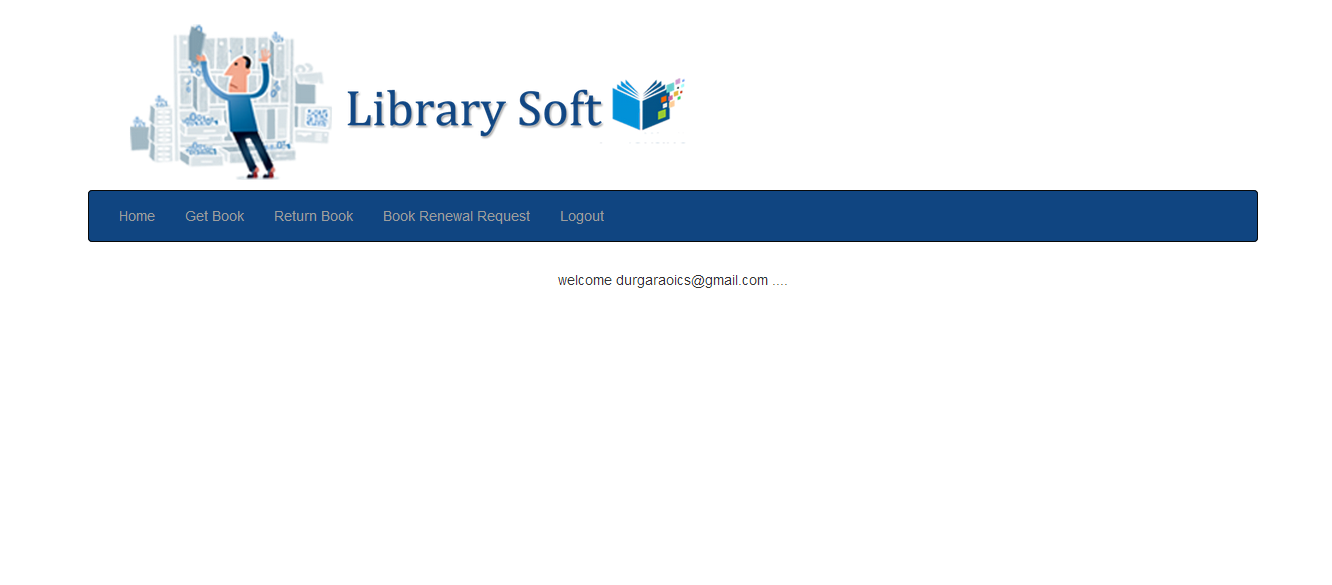 Library Soft
Home Get Book Return Book Book Renewal Request Logout
welcome durgaraoics@gmail.com ....